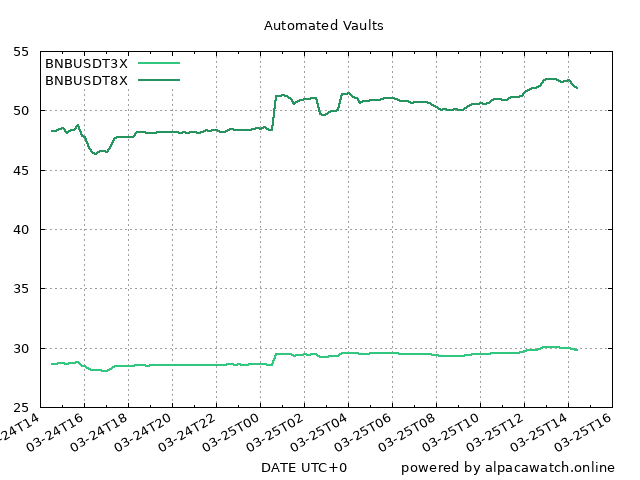 Automated Vaults
BNBUSDT3X
BNBUSDT8X
55
50
45
40
35
30
25
-24T14
03-24T16
03-24T18
03-24T20
03-24T22
03-25T00
03-25T02
03-25T04
03-25T06
03-25T08
03-25T10
03-25T12
03-25T14
03-25T16
DATE UTC+0
powered by alpacawatch.online